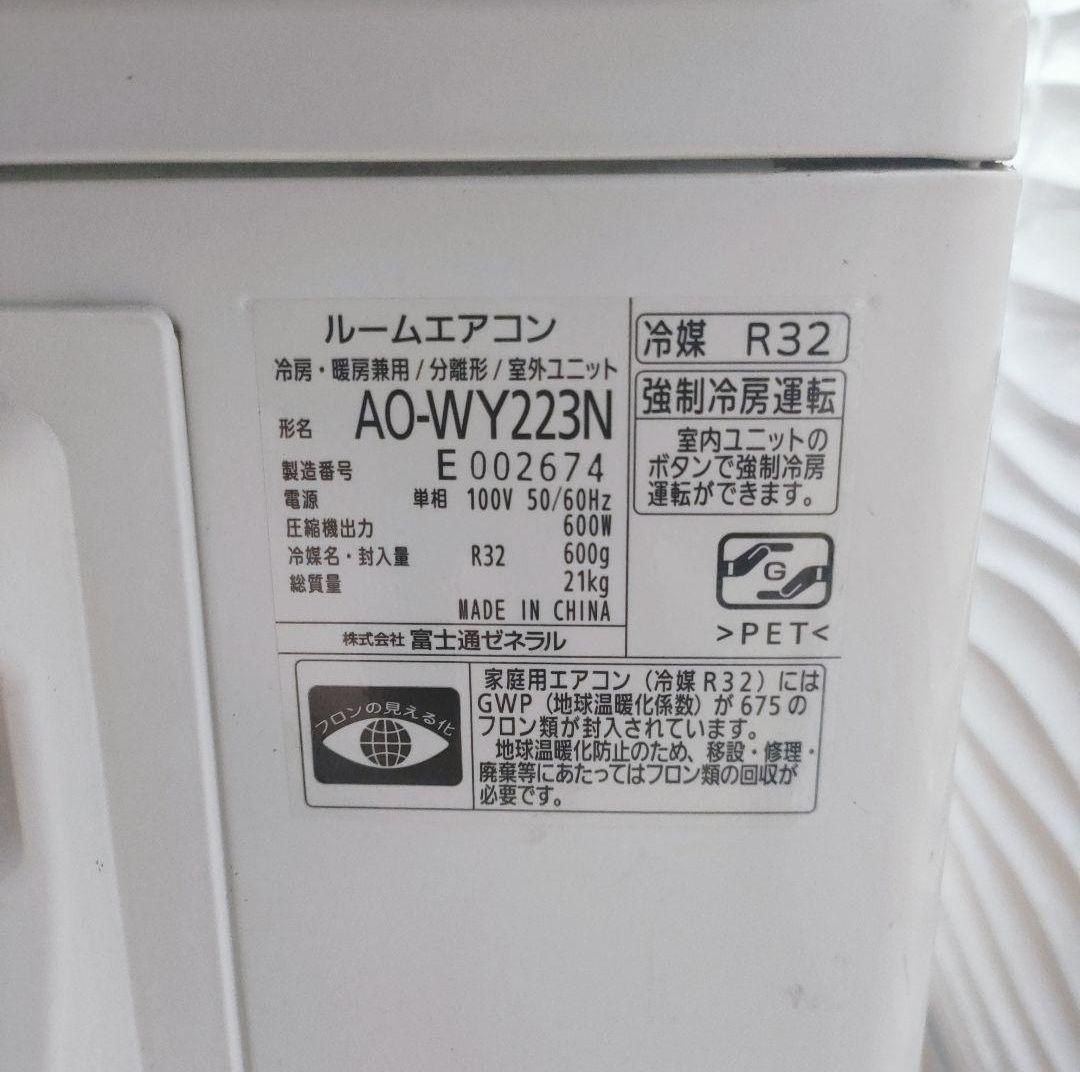 ルームエアコン
冷房・暖房兼用/分離形/室外ユニット
形名 AO-WY223N
製造番号 E 002674
電源 単相 100V 50/60Hz
圧縮機出力 600W
冷媒名・封入量 R32 600g
総質量 21kg
MADE IN CHINA
株式会社 富士通ゼネラル
冷媒 R32
強制冷房運転
室内ユニットの
ボタンで強制冷房
運転ができます。
G
>PET<
フロンの見える化
家庭用エアコン（冷媒R32）には
GWP（地球温暖化係数）が675の
フロン類が封入されています。
地球温暖化防止のため、移設・修理・
廃棄等にあたってはフロン類の回収が
必要です。